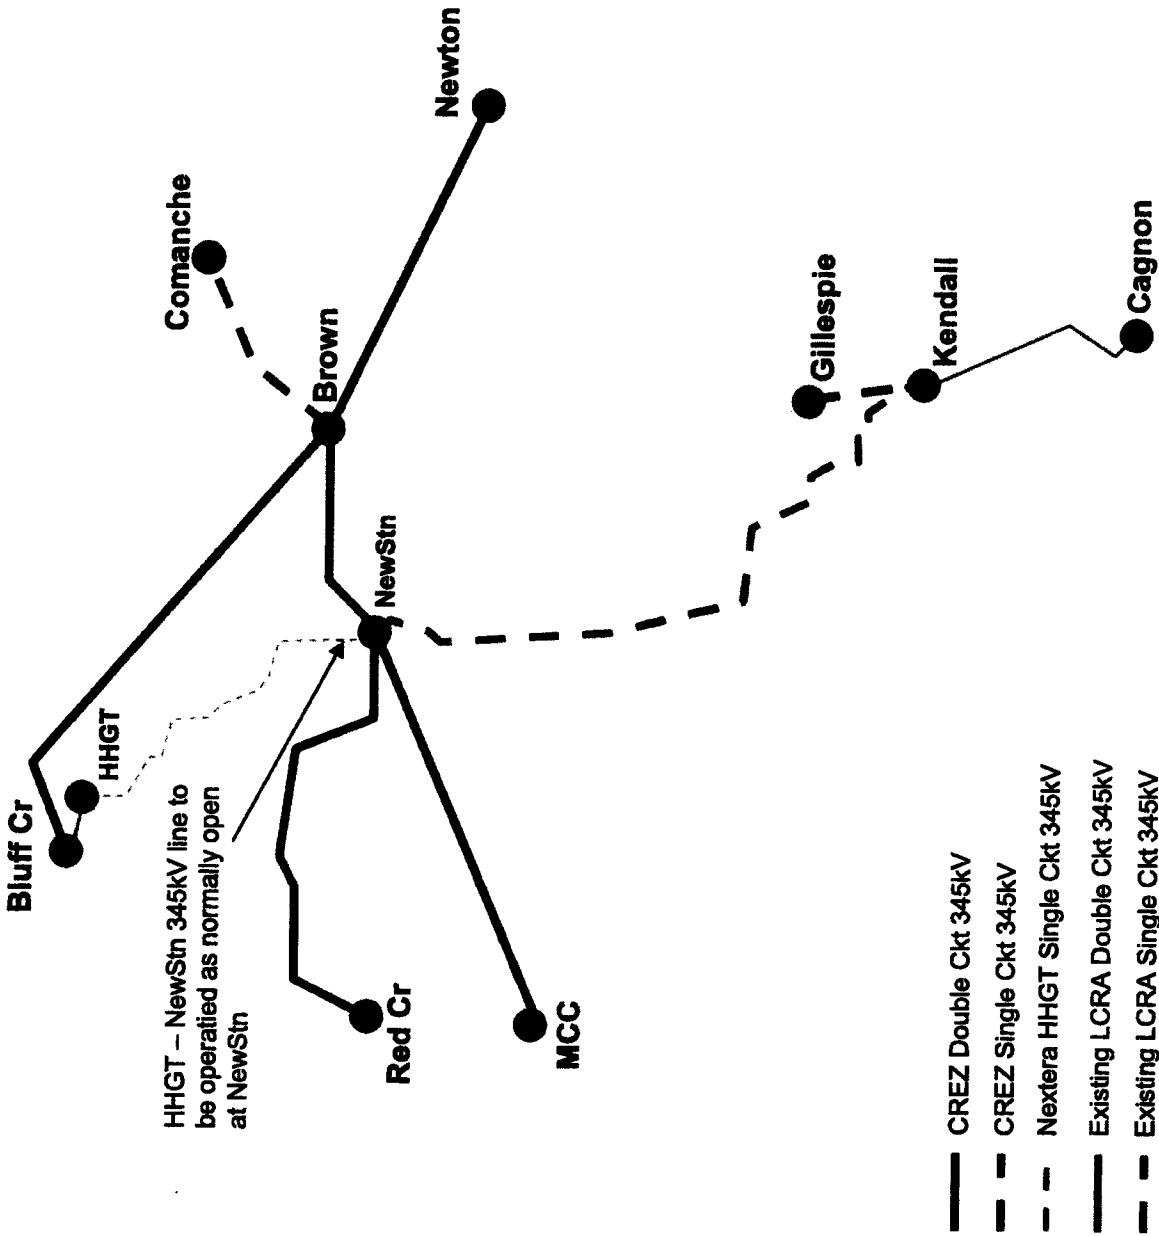 Newton
Comanche
Brown
Gillespie
Kendall
Cagnon
NewStn
HHGT
Bluff Cr
HHGT – NewStn 345kV line to
be operatied as normally open
at NewStn
Red Cr
MCC
CREZ Double Ckt 345kV
CREZ Single Ckt 345kV
Nextera HHGT Single Ckt 345kV
Existing LCRA Double Ckt 345kV
Existing LCRA Single Ckt 345kV